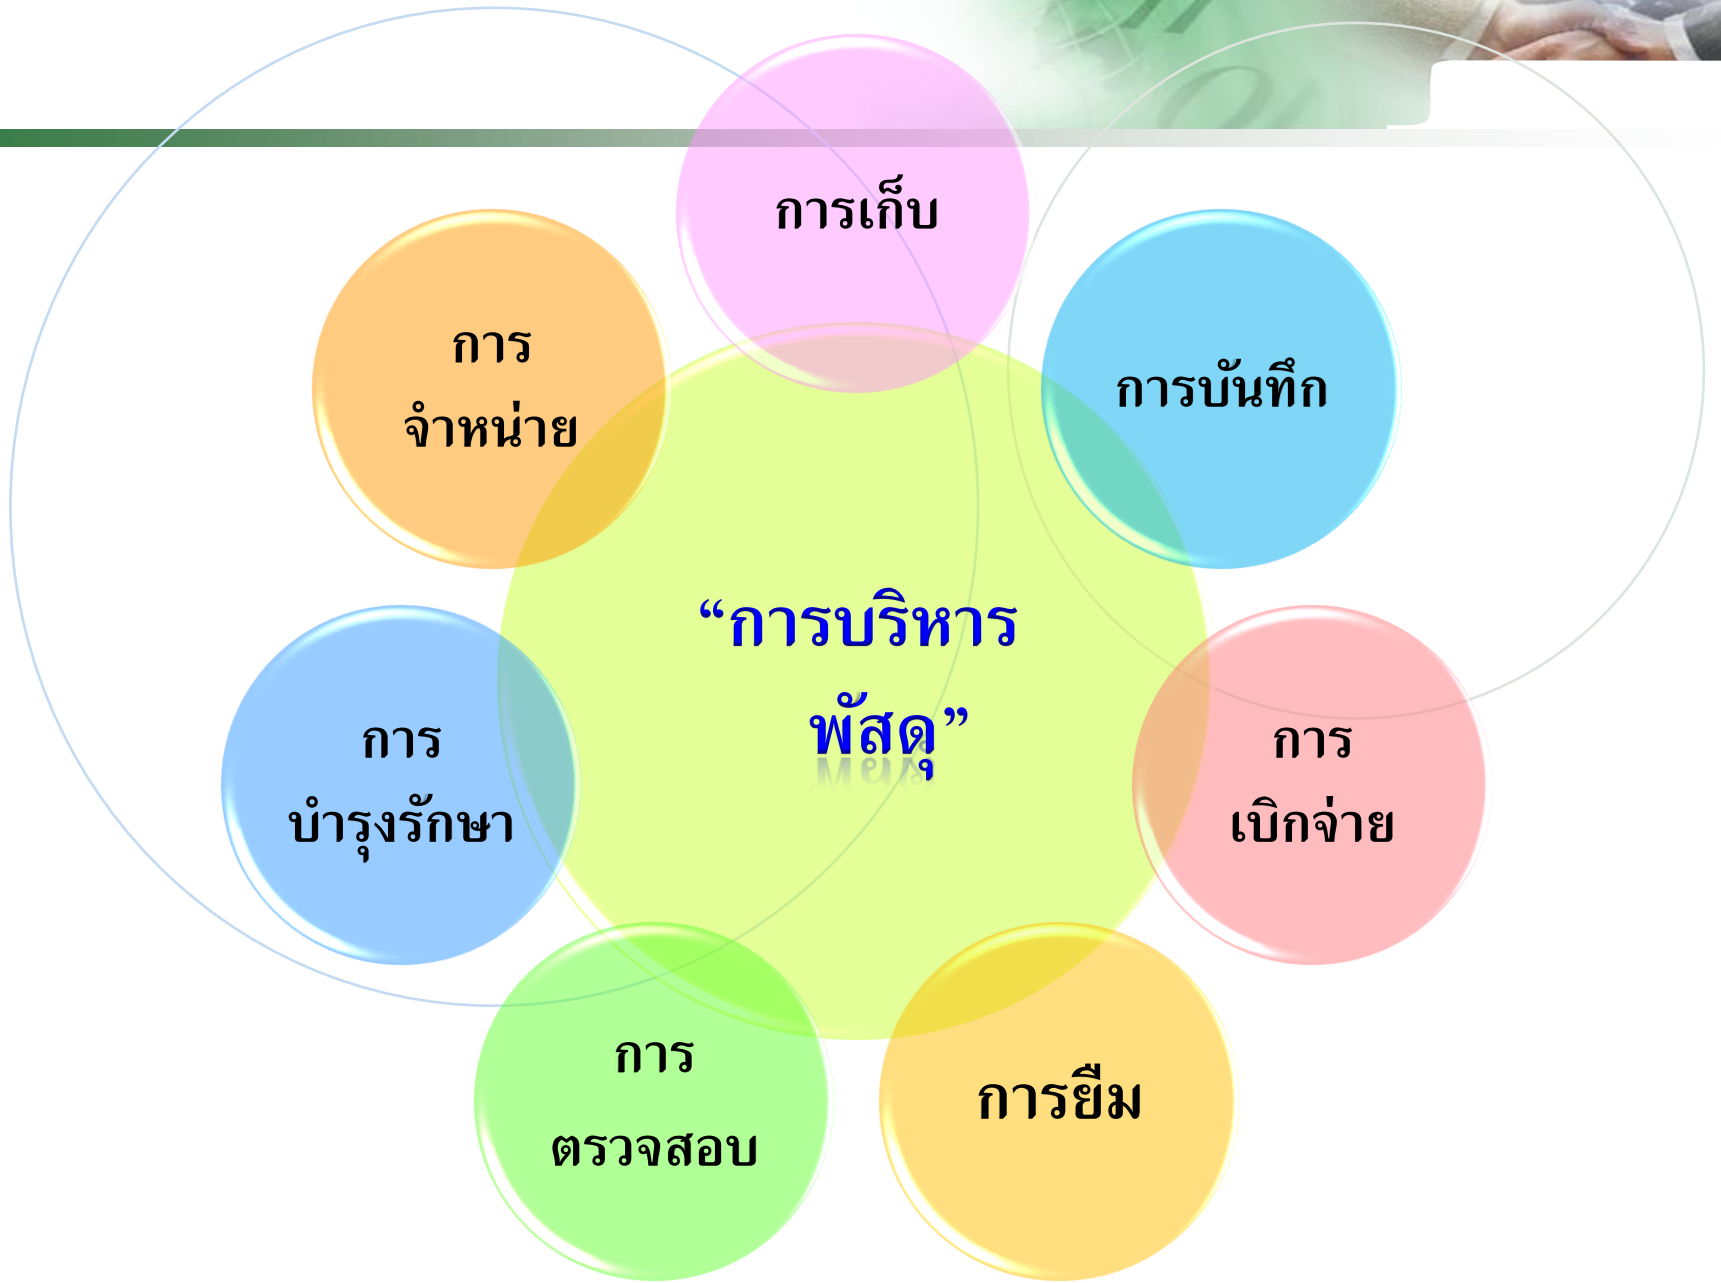 การเก็บ
การบันทึก
การ
เบิกจ่าย
การยืม
การ
ตรวจสอบ
การ
บำรุงรักษา
การ
จำหน่าย
“การบริหาร
พัสดุ”